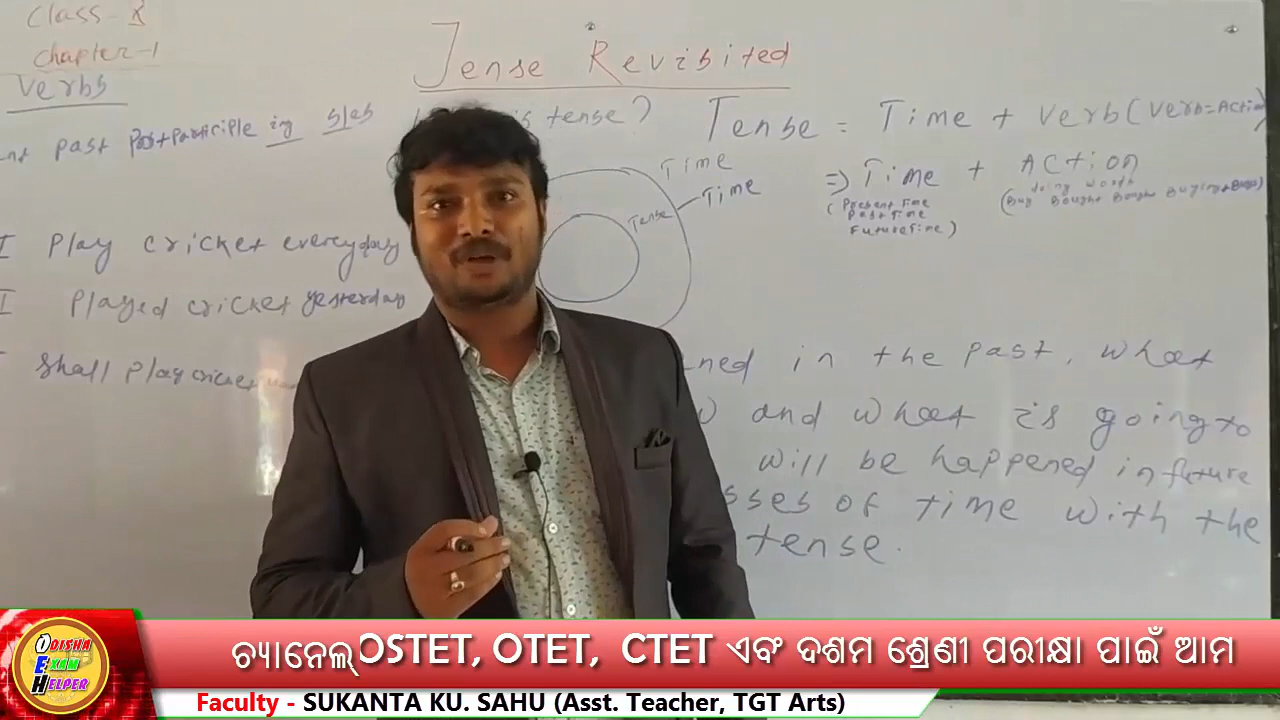 Class-X
Chapter-1
Tense Revisited
Verbs
Past Past+Participle ing s/es
is tense?
Tense = Time + Verb (Verb=Action)
Time
Time
Tense
=> Time + Action
(doing words
(Present Time
Past Time
Future Time)
I Play cricket everyday
I Played cricket yesterday
Shall Play cricket
ned in the past, what
and what is going to
will be happened in future
sses of time with the
tense.
ଚ୍ୟାନେଲ୍ OSTET, OTET, CTET ଏବଂ ଦଶମ ଶ୍ରେଣୀ ପରୀକ୍ଷା ପାଇଁ ଆମ
ODISHA
EXAM
HELPER
OEH
Faculty - SUKANTA KU. SAHU (Asst. Teacher, TGT Arts)